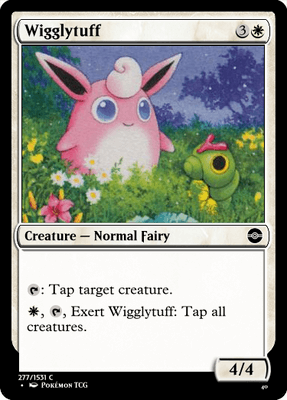 Wigglytuff 3
Creature — Normal Fairy
: Tap target creature.
, , Exert Wigglytuff: Tap all
creatures.
4/4
277/1531 C
• Pokémon TCG